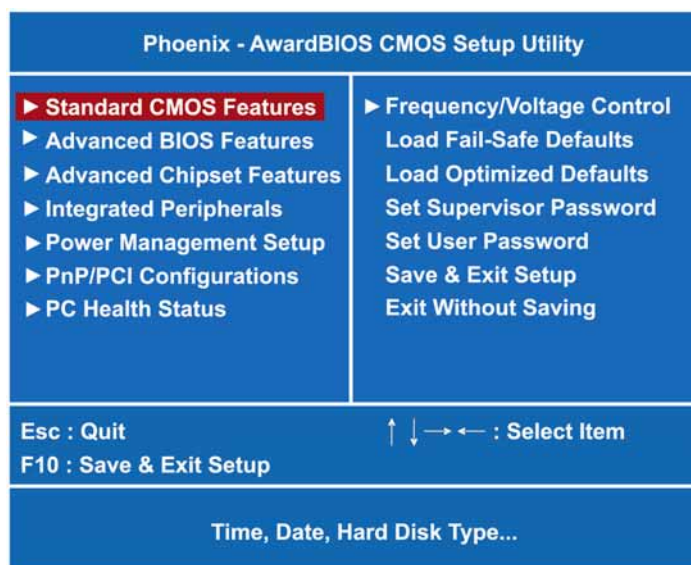 Phoenix - AwardBIOS CMOS Setup Utility
► Standard CMOS Features
► Advanced BIOS Features
► Advanced Chipset Features
► Integrated Peripherals
► Power Management Setup
► PnP/PCI Configurations
► PC Health Status
► Frequency/Voltage Control
Load Fail-Safe Defaults
Load Optimized Defaults
Set Supervisor Password
Set User Password
Save & Exit Setup
Exit Without Saving
Esc : Quit
F10 : Save & Exit Setup
↑ ↓ → ← : Select Item
Time, Date, Hard Disk Type...